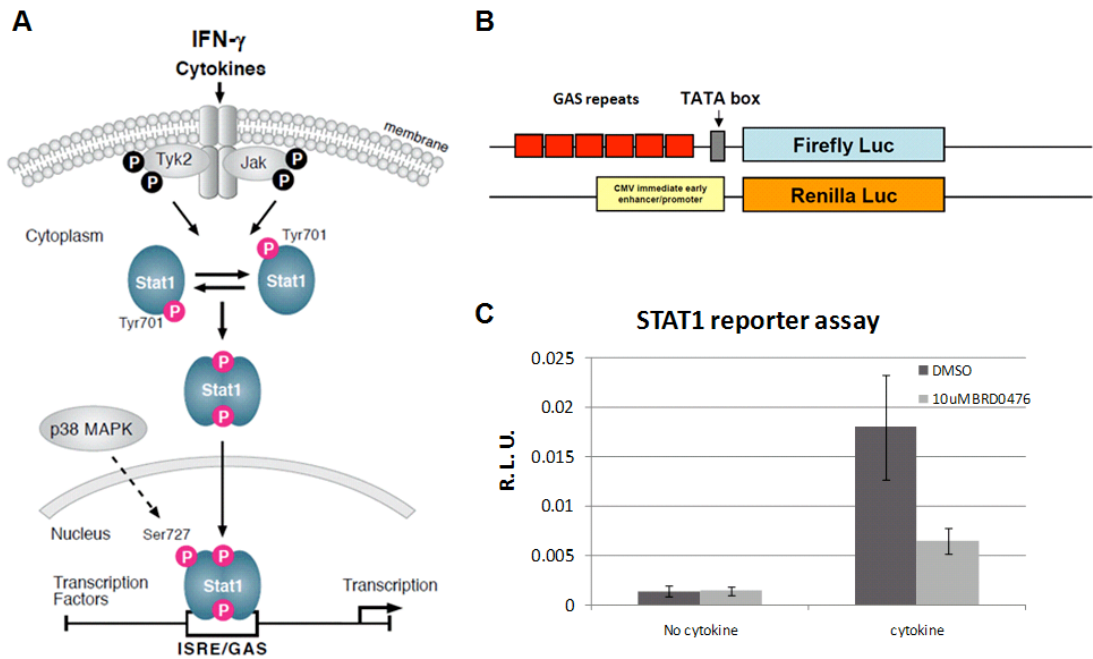 A
IFN-γ
Cytokines
membrane
P
P
Tyk2
Jak
P
P
Cytoplasm
Tyr701
P
Stat1
Stat1
P
Tyr701
P
Stat1
P
p38 MAPK
Nucleus
Ser727
P
P
Stat1
P
Transcription
Factors
Transcription
ISRE/GAS
B
GAS repeats
TATA box
Firefly Luc
CMV immediate early
enhancer/promoter
Renilla Luc
C
STAT1 reporter assay
R. L. U.
0.025
0.02
0.015
0.01
0.005
0
DMSO
10uMBRD0476
No cytokine
cytokine